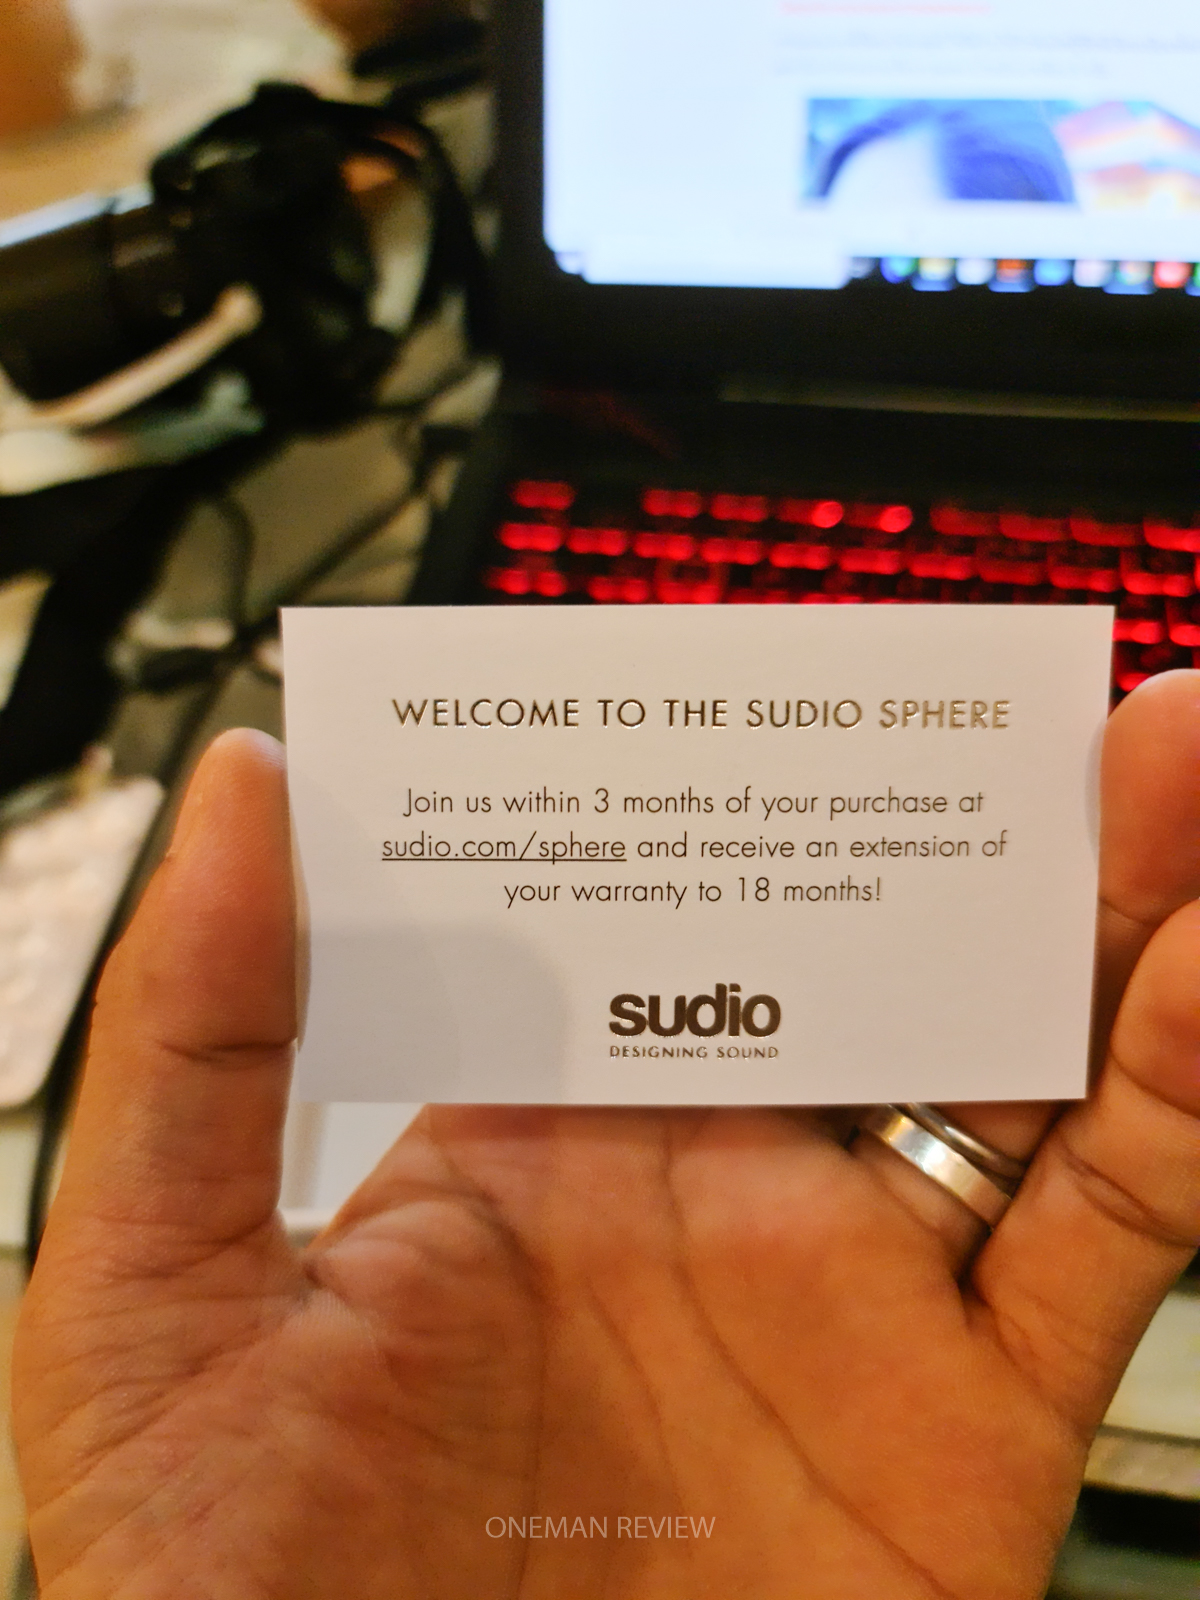 WELCOME TO THE SUDIO SPHERE
Join us within 3 months of your purchase at
sudio.com/sphere and receive an extension of
your warranty to 18 months!
sudio
DESIGNING SOUND
ONEMAN REVIEW